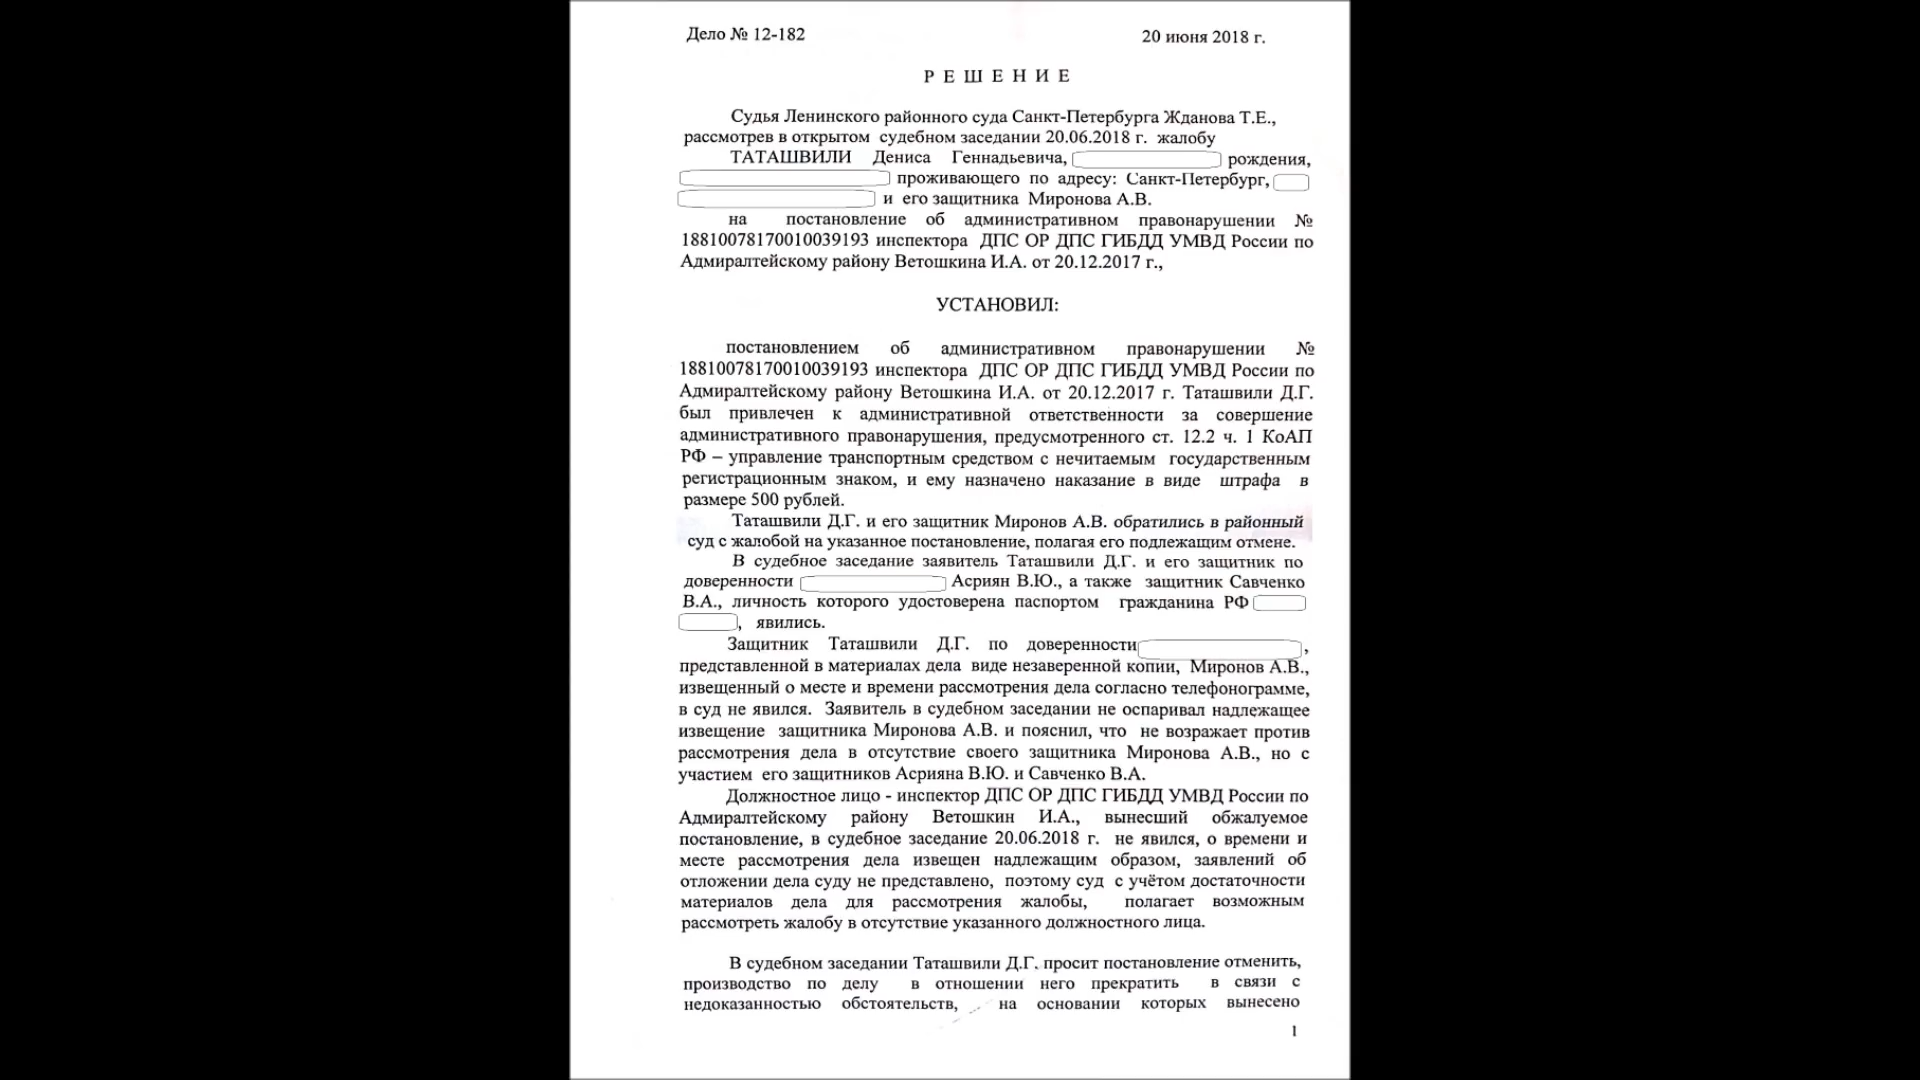 Дело № 12-182
20 июня 2018 г.
Р Е Ш Е Н И Е
Судья Ленинского районного суда Санкт-Петербурга Жданова Т.Е.,
рассмотрев в открытом судебном заседании 20.06.2018 г. жалобу
ТАТАШВИЛИ Дениса Геннадьевича, рождения,
проживающего по адресу: Санкт-Петербург,
и его защитника Миронова А.В.
на постановление об административном правонарушении №
18810078170010039193 инспектора ДПС ОР ДПС ГИБДД УМВД России по
Адмиралтейскому району Ветошкина И.А. от 20.12.2017 г.,
УСТАНОВИЛ:
постановлением об административном правонарушении №
18810078170010039193 инспектора ДПС ОР ДПС ГИБДД УМВД России по
Адмиралтейскому району Ветошкина И.А. от 20.12.2017 г. Таташвили Д.Г.
был привлечен к административной ответственности за совершение
административного правонарушения, предусмотренного ст. 12.2 ч. 1 КоАП
РФ – управление транспортным средством с нечитаемым государственным
регистрационным знаком, и ему назначено наказание в виде штрафа в
размере 500 рублей.
Таташвили Д.Г. и его защитник Миронов А.В. обратились в районный
суд с жалобой на указанное постановление, полагая его подлежащим отмене.
В судебное заседание заявитель Таташвили Д.Г. и его защитник по
доверенности Асриян В.Ю., а также защитник Савченко
В.А., личность которого удостоверена паспортом гражданина РФ
, явились.
Защитник Таташвили Д.Г. по доверенности ,
представленной в материалах дела виде незаверенной копии, Миронов А.В.,
извещенный о месте и времени рассмотрения дела согласно телефонограмме,
в суд не явился. Заявитель в судебном заседании не оспаривал надлежащее
извещение защитника Миронова А.В. и пояснил, что не возражает против
рассмотрения дела в отсутствие своего защитника Миронова А.В., но с
участием его защитников Асрияна В.Ю. и Савченко В.А.
Должностное лицо - инспектор ДПС ОР ДПС ГИБДД УМВД России по
Адмиралтейскому району Ветошкин И.А., вынесший обжалуемое
постановление, в судебное заседание 20.06.2018 г. не явился, о времени и
месте рассмотрения дела извещен надлежащим образом, заявлений об
отложении дела суду не представлено, поэтому суд с учётом достаточности
материалов дела для рассмотрения жалобы, полагает возможным
рассмотреть жалобу в отсутствие указанного должностного лица.
В судебном заседании Таташвили Д.Г. просит постановление отменить,
производство по делу в отношении него прекратить в связи с
недоказанностью обстоятельств, на основании которых вынесено
1